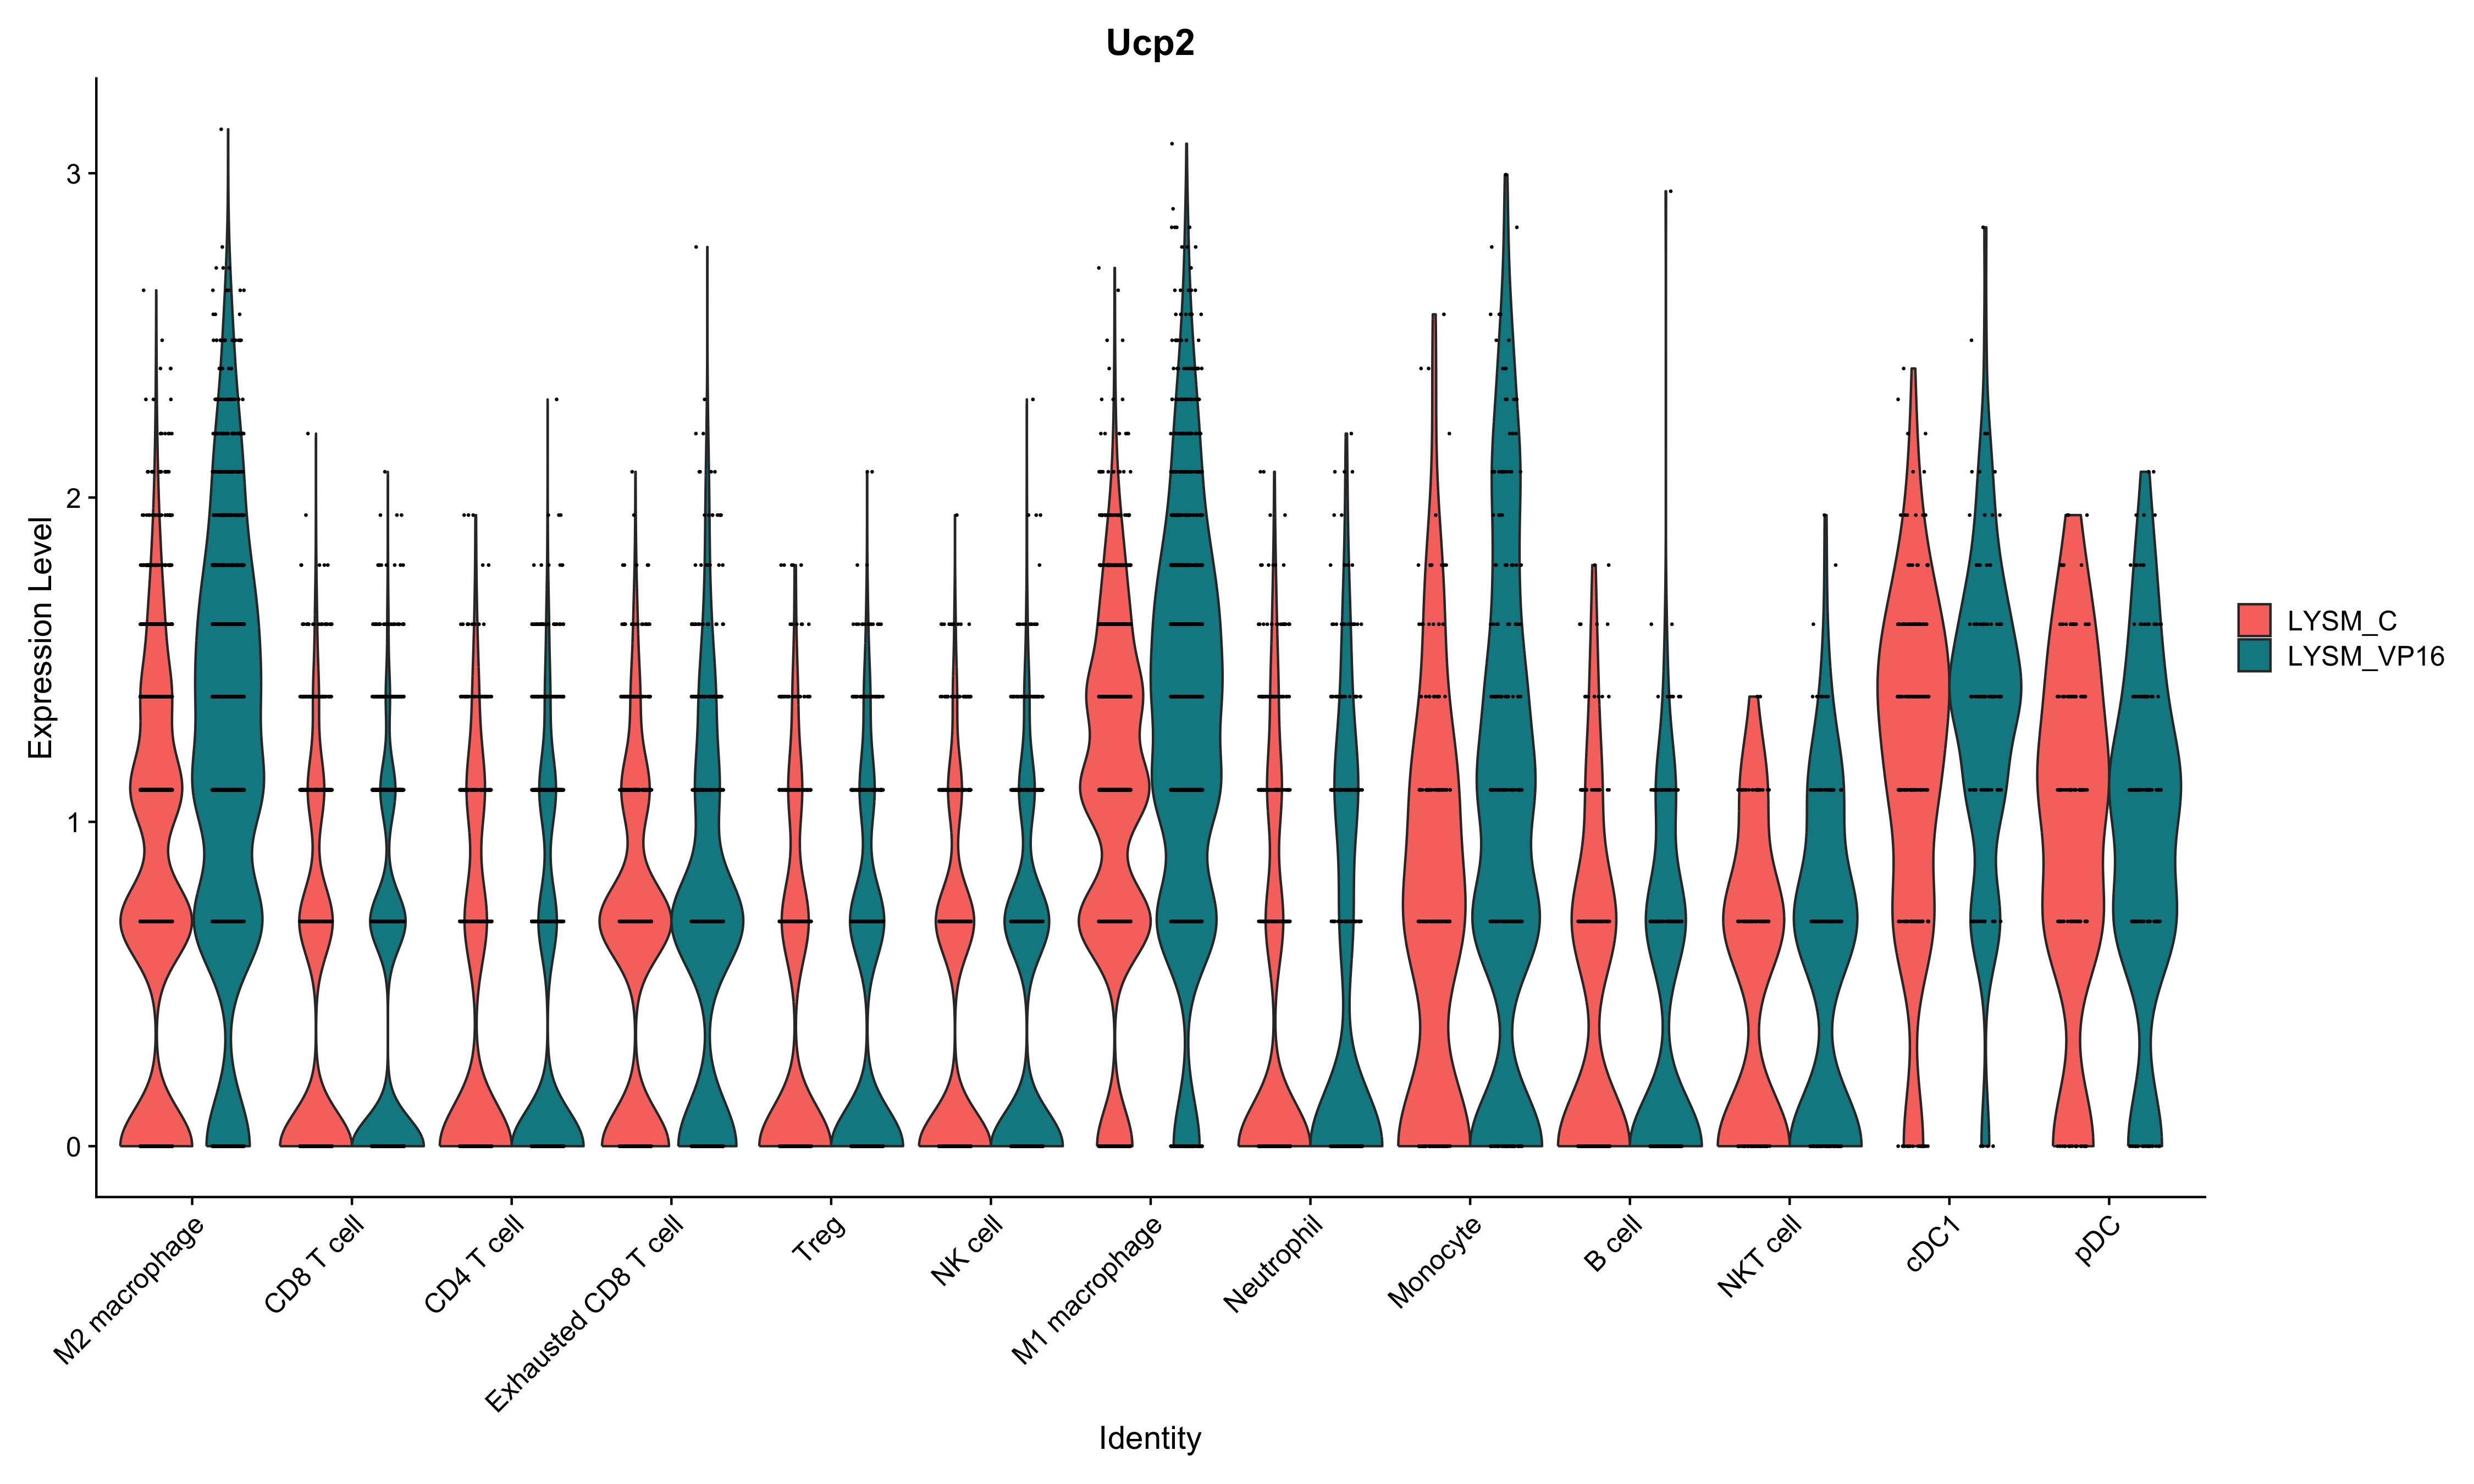 Ucp2
Expression Level
3
2
1
0
M2 macrophage
CD8 T cell
CD4 T cell
Exhausted CD8 T cell
Treg
NK cell
M1 macrophage
Neutrophil
Monocyte
B cell
NKT cell
cDC1
pDC
Identity
LYSM_C
LYSM_VP16